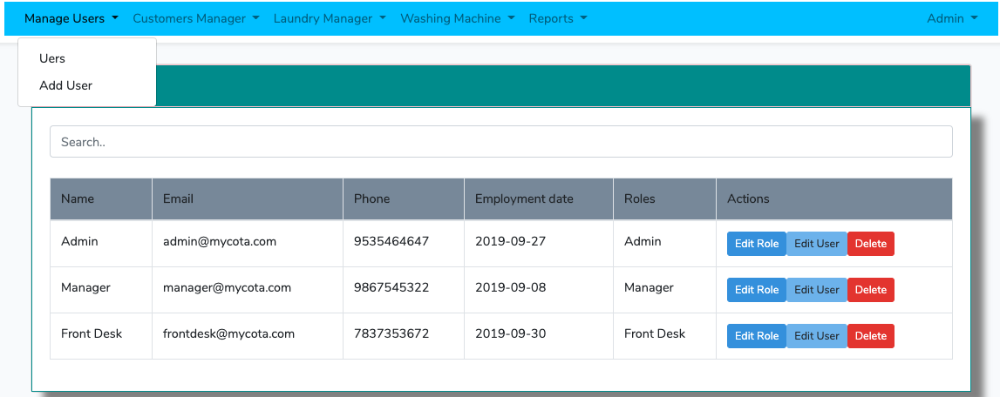 Manage Users Customers Manager Laundry Manager Washing Machine Reports Admin
Uers
Add User
Search..
Name Email Phone Employment date Roles Actions
Admin admin@mycota.com 9535464647 2019-09-27 Admin Edit Role Edit User Delete
Manager manager@mycota.com 9867545322 2019-09-08 Manager Edit Role Edit User Delete
Front Desk frontdesk@mycota.com 7837353672 2019-09-30 Front Desk Edit Role Edit User Delete